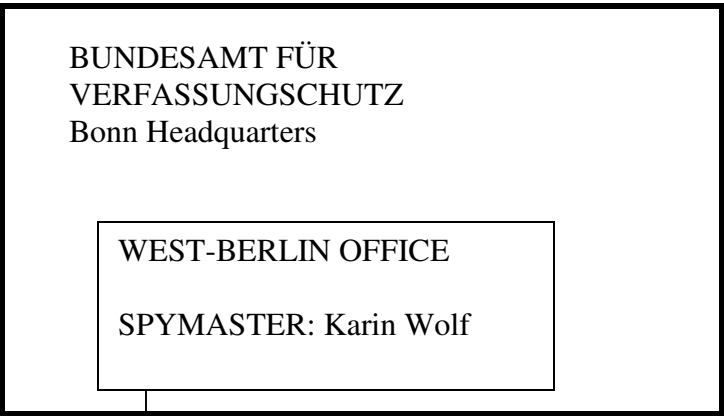 BUNDESAMT FÜR
VERFASSUNGSCHUTZ
Bonn Headquarters
WEST-BERLIN OFFICE
SPYMASTER: Karin Wolf